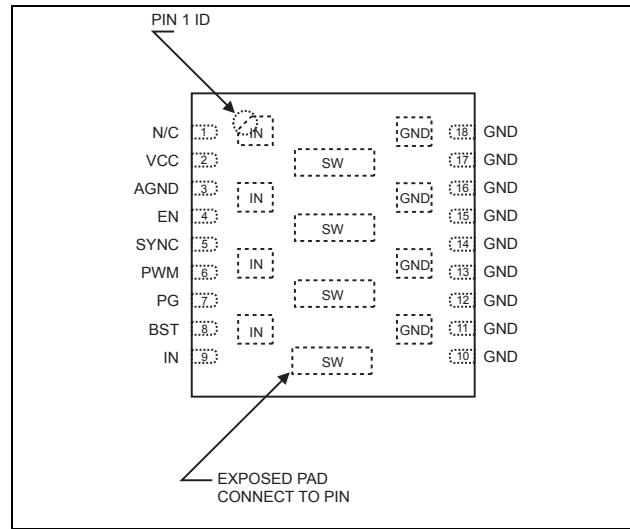 PIN 1 ID
N/C 1 IN GND 18 GND
VCC 2 SW 17 GND
AGND 3 IN GND 16 GND
EN 4 SW 15 GND
SYNC 5 14 GND
PWM 6 IN GND 13 GND
PG 7 SW 12 GND
BST 8 IN GND 11 GND
IN 9 SW 10 GND
EXPOSED PAD
CONNECT TO PIN